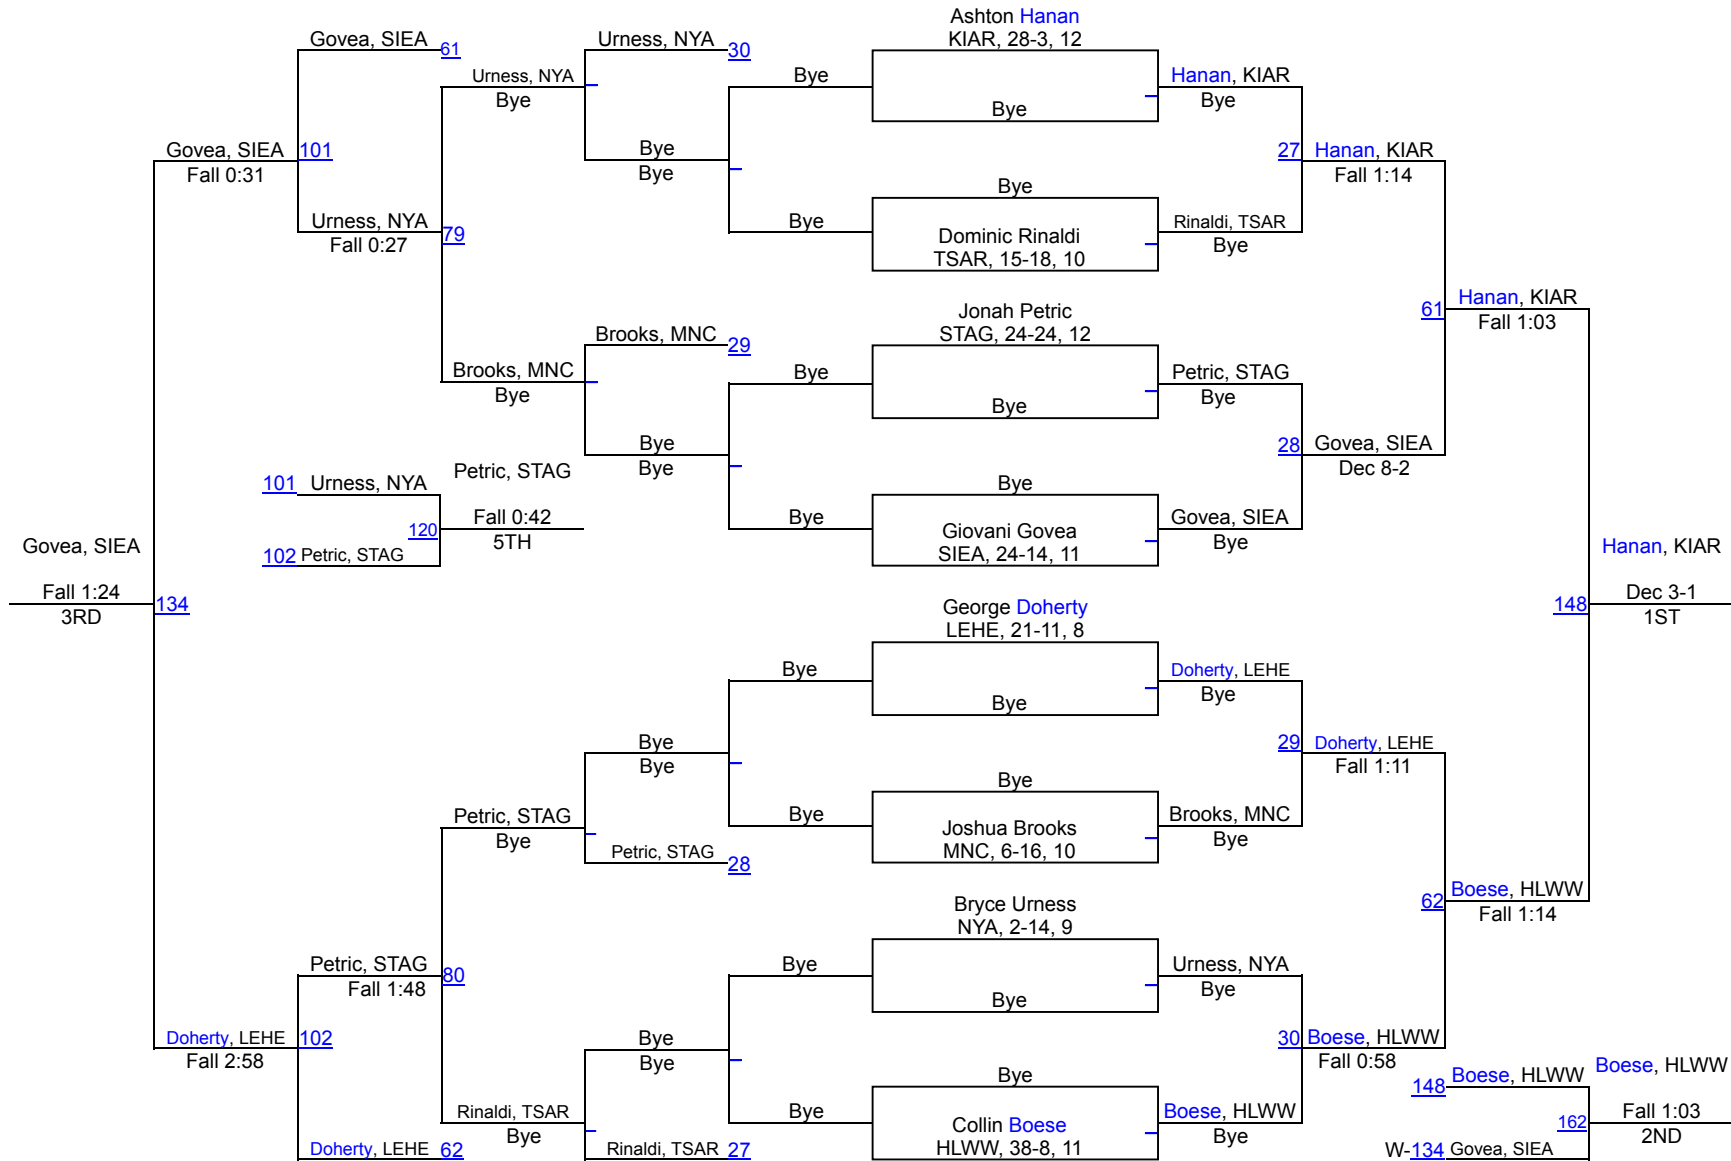 Ashton Hanan
Govea, SIEA 61 Urness, NYA 30 KIAR, 28-3, 12
Urness, NYA Bye Hanan, KIAR
Bye Bye Bye
Govea, SIEA 101 Bye 27 Hanan, KIAR
Fall 0:31 Bye Fall 1:14
Bye
Urness, NYA Bye Rinaldi, TSAR
Fall 0:27 79 Dominic Rinaldi Bye
TSAR, 15-18, 10
Hanan, KIAR
61 Fall 1:03
Jonah Petric
Brooks, MNC 29 STAG, 24-24, 12
Brooks, MNC Bye Petric, STAG
Bye Bye Bye
Bye 28 Govea, SIEA
Bye Dec 8-2
Petric, STAG
101 Urness, NYA Bye
Fall 0:42 Bye Govea, SIEA
120 5TH Giovani Govea Bye
102 Petric, STAG SIEA, 24-14, 11
Govea, SIEA Hanan, KIAR
Fall 1:24 134 148 Dec 3-1
3RD 1ST
George Doherty
LEHE, 21-11, 8
Bye Doherty, LEHE
Bye Bye
Bye 29 Doherty, LEHE
Bye Fall 1:11
Bye
Petric, STAG Bye Brooks, MNC
Bye Joshua Brooks Bye
Petric, STAG 28 MNC, 6-16, 10
Boese, HLWW
62 Fall 1:14
Bryce Urness
NYA, 2-14, 9
Petric, STAG 80 Bye Urness, NYA
Fall 1:48 Bye Bye
Doherty, LEHE 102 Bye 30 Boese, HLWW
Fall 2:58 Bye Fall 0:58
Boese, HLWW
Bye 148 Boese, HLWW
Rinaldi, TSAR Bye Boese, HLWW Fall 1:03
Bye Collin Boese Bye 162 2ND
Doherty, LEHE 62 Rinaldi, TSAR 27 HLWW, 38-8, 11 W-134 Govea, SIEA